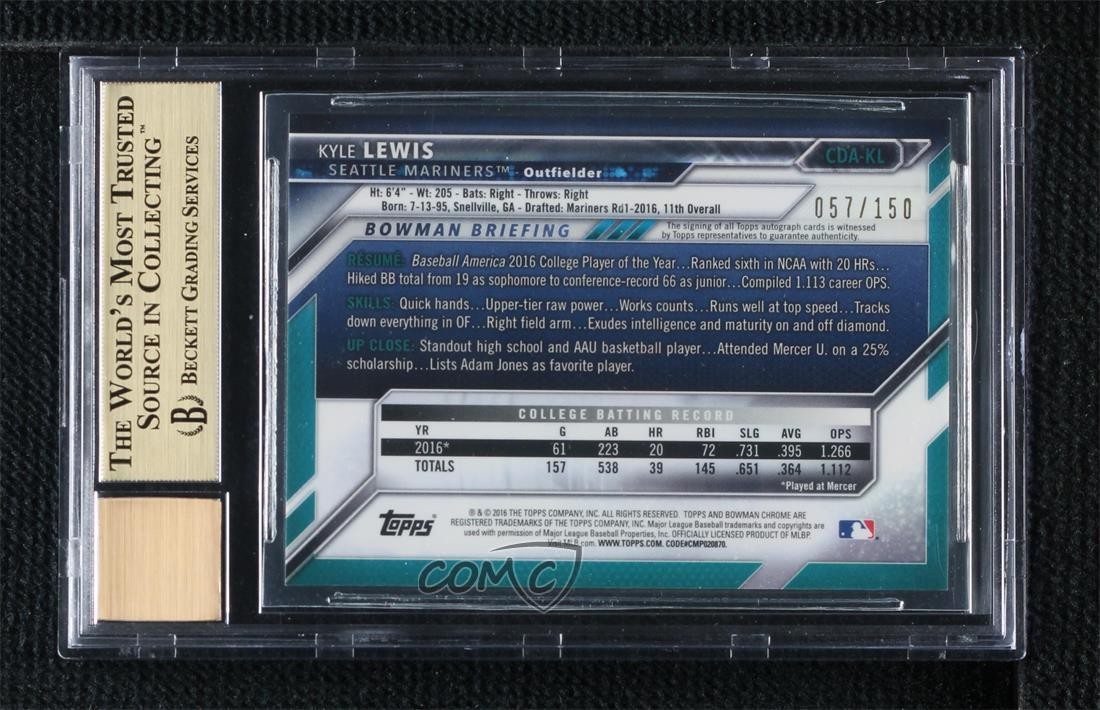 THE WORLD'S MOST TRUSTED
SOURCE IN COLLECTING™
B BECKETT GRADING SERVICES
KYLE LEWIS
CDA-KL
SEATTLE MARINERS™ - Outfielder
Ht: 6'4" - Wt: 205 - Bats: Right - Throws: Right
Born: 7-13-95, Snellville, GA - Drafted: Mariners Rd1-2016, 11th Overall
057/150
BOWMAN BRIEFING
The signing of all Topps autograph cards is witnessed
by Topps representatives to guarantee authenticity.
RÉSUMÉ: Baseball America 2016 College Player of the Year...Ranked sixth in NCAA with 20 HRs...
Hiked BB total from 19 as sophomore to conference-record 66 as junior...Compiled 1.113 career OPS.
SKILLS: Quick hands...Upper-tier raw power...Works counts...Runs well at top speed...Tracks
down everything in OF...Right field arm...Exudes intelligence and maturity on and off diamond.
UP CLOSE: Standout high school and AAU basketball player...Attended Mercer U. on a 25%
scholarship...Lists Adam Jones as favorite player.
COLLEGE BATTING RECORD
YR G AB HR RBI SLG AVG OPS
2016* 61 223 20 72 .731 .395 1.266
TOTALS 157 538 39 145 .651 .364 1.112
*Played at Mercer
Topps
® & © 2016 THE TOPPS COMPANY, INC. ALL RIGHTS RESERVED. TOPPS AND BOWMAN CHROME ARE
REGISTERED TRADEMARKS OF THE TOPPS COMPANY, INC. Major League Baseball trademarks and copyrights are
used with permission of Major League Baseball Properties, Inc. OFFICIALLY LICENSED PRODUCT OF MLBP.
Visit MLB.com. WWW.TOPPS.COM. CODE#CMP020870.
COMC